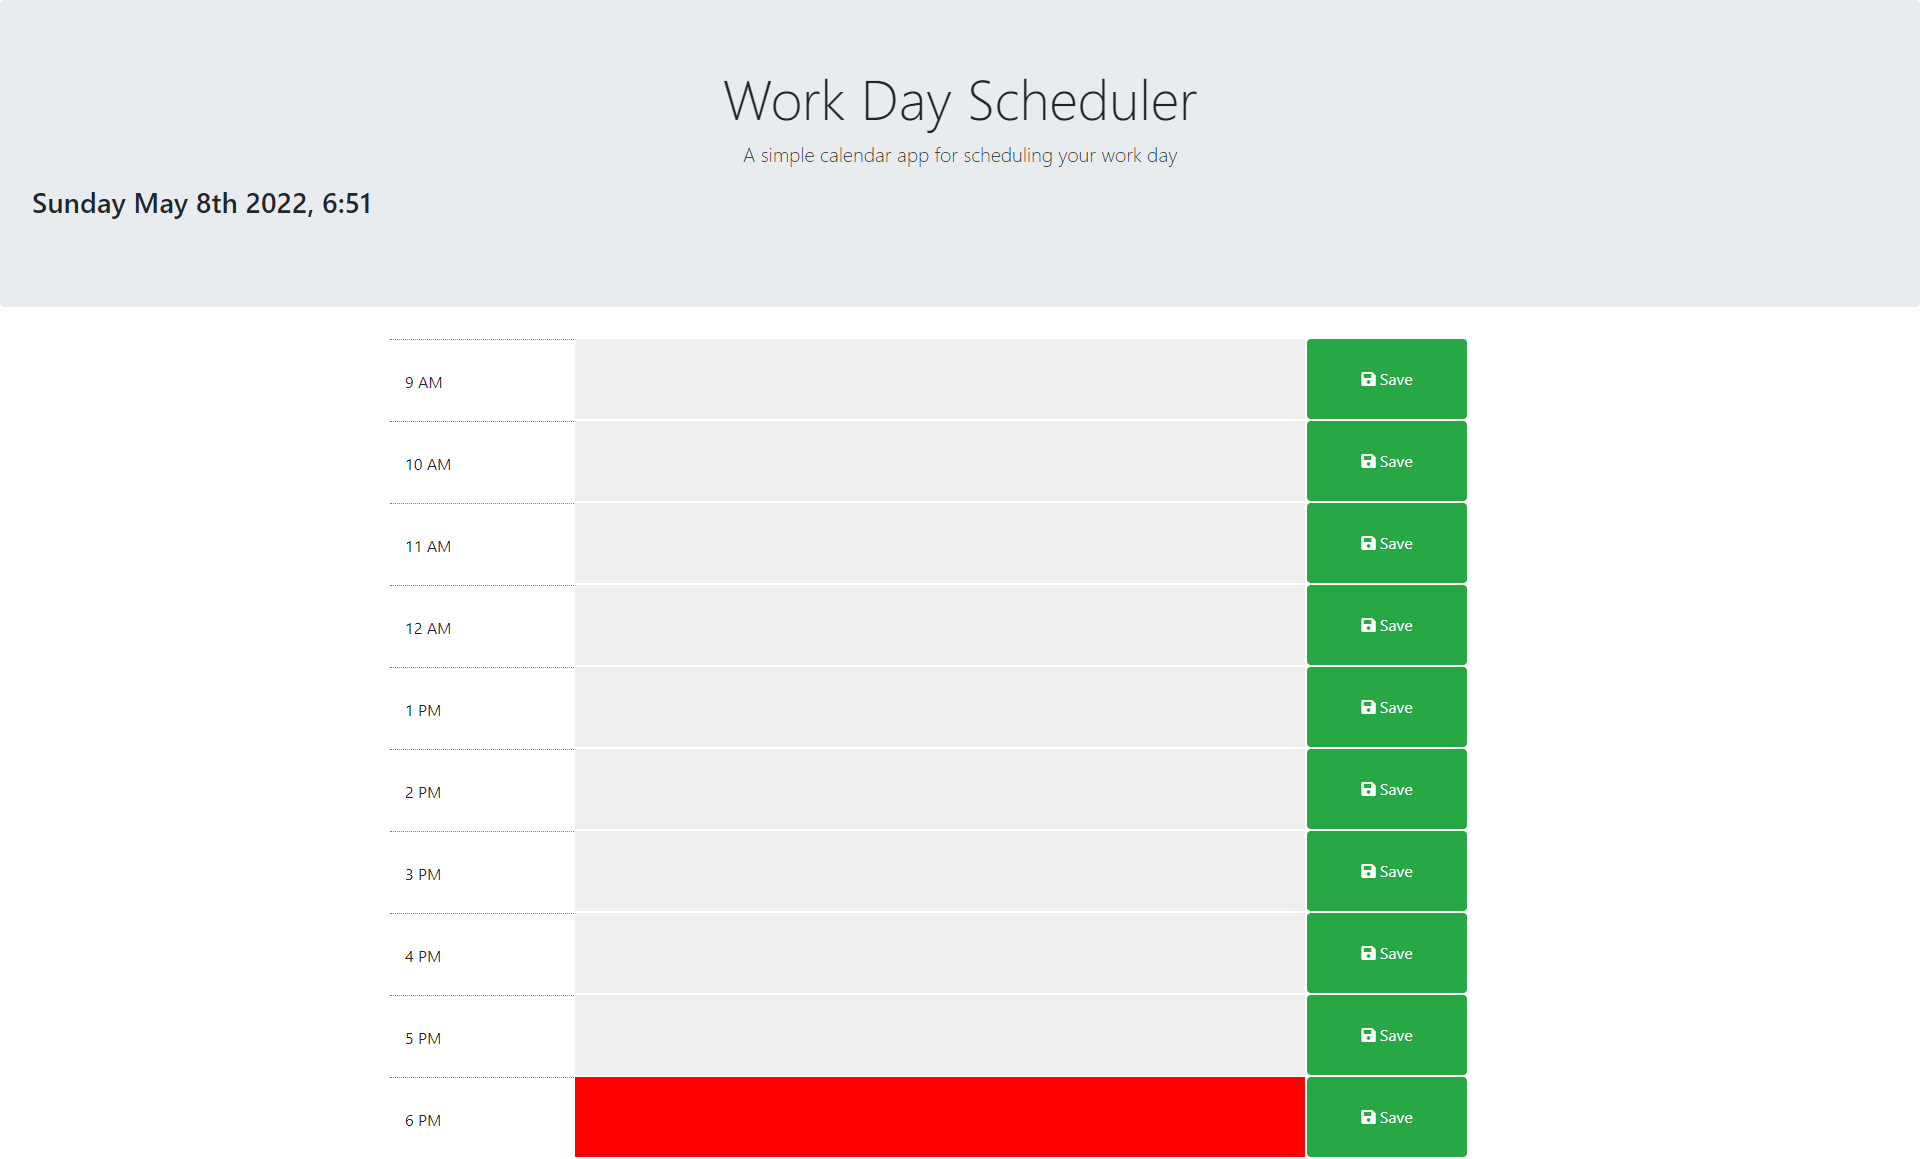 Work Day Scheduler
A simple calendar app for scheduling your work day
Sunday May 8th 2022, 6:51
9 AM Save
10 AM Save
11 AM Save
12 AM Save
1 PM Save
2 PM Save
3 PM Save
4 PM Save
5 PM Save
6 PM Save